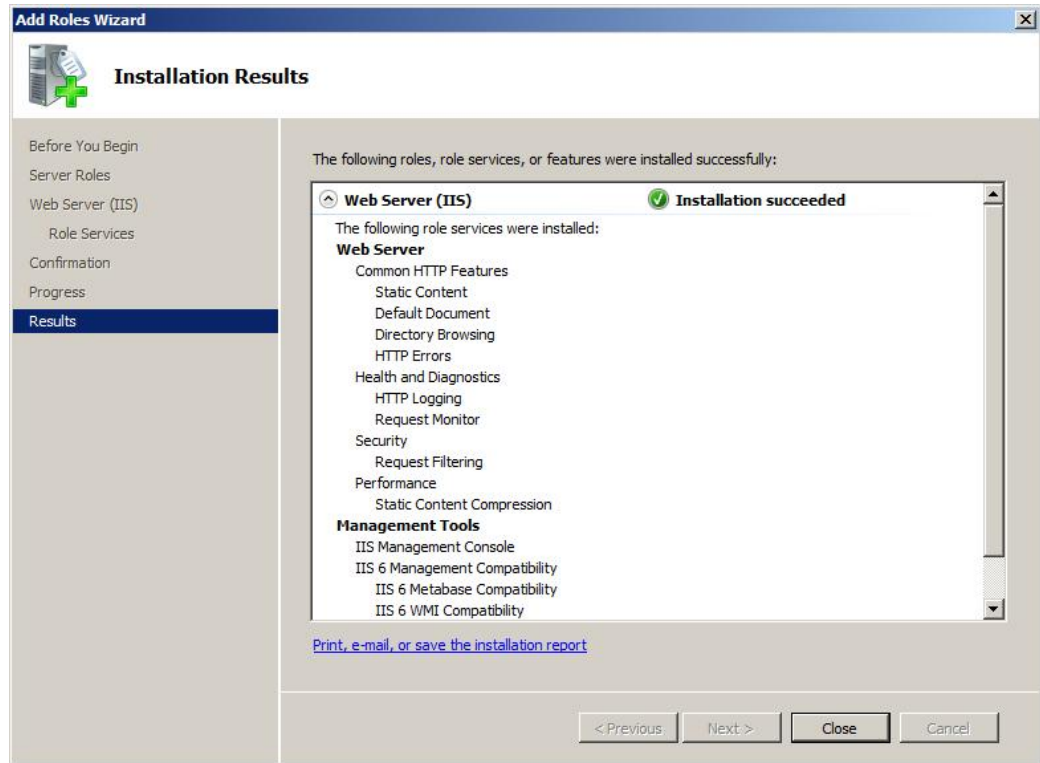 Add Roles Wizard
Installation Results
Before You Begin
Server Roles
Web Server (IIS)
Role Services
Confirmation
Progress
Results
The following roles, role services, or features were installed successfully:
Web Server (IIS) Installation succeeded
The following role services were installed:
Web Server
Common HTTP Features
Static Content
Default Document
Directory Browsing
HTTP Errors
Health and Diagnostics
HTTP Logging
Request Monitor
Security
Request Filtering
Performance
Static Content Compression
Management Tools
IIS Management Console
IIS 6 Management Compatibility
IIS 6 Metabase Compatibility
IIS 6 WMI Compatibility
Print, e-mail, or save the installation report
< Previous Next > Close Cancel